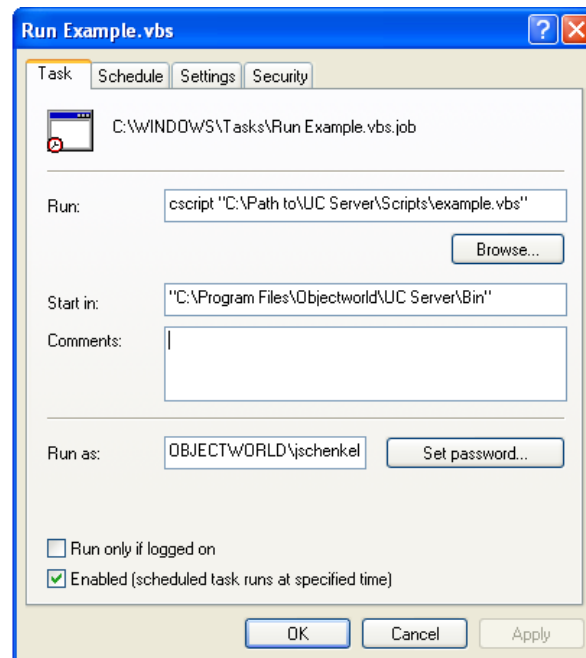 Run Example.vbs
Task Schedule Settings Security
C:\WINDOWS\Tasks\Run Example.vbs.job
Run: cscript "C:\Path to\UC Server\Scripts\example.vbs"
Browse...
Start in: "C:\Program Files\Objectworld\UC Server\Bin"
Comments:
Run as: OBJECTWORLD\jschenkel Set password...
Run only if logged on
Enabled (scheduled task runs at specified time)
OK Cancel Apply